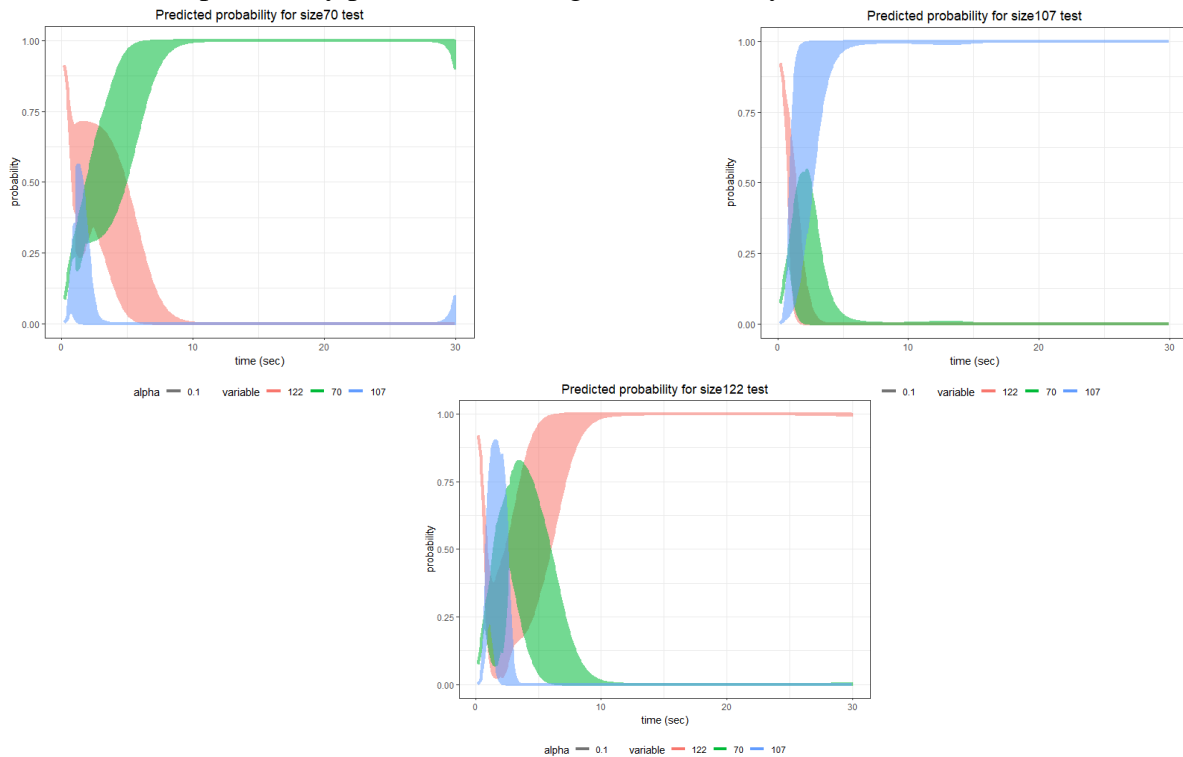 Predicted probability for size70 test
1.00
0.75
0.50
0.25
0.00
probability
0
10
20
30
time (sec)
alpha 0.1 variable 122 70 107
Predicted probability for size107 test
1.00
0.75
0.50
0.25
0.00
probability
0
10
20
30
time (sec)
0.1 variable 122 70 107
Predicted probability for size122 test
1.00
0.75
0.50
0.25
0.00
probability
0
10
20
30
time (sec)
alpha 0.1 variable 122 70 107